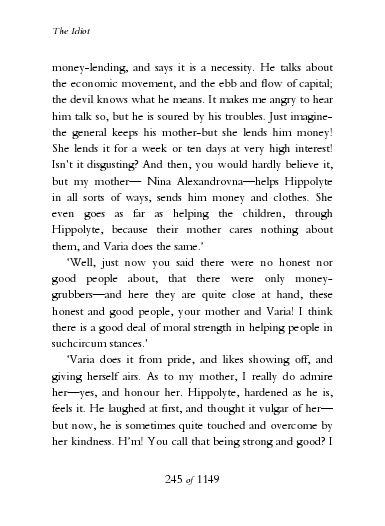 The Idiot
money-lending, and says it is a necessity. He talks about
the economic movement, and the ebb and flow of capital;
the devil knows what he means. It makes me angry to hear
him talk so, but he is soured by his troubles. Just imagine-
the general keeps his mother-but she lends him money!
She lends it for a week or ten days at very high interest!
Isn't it disgusting? And then, you would hardly believe it,
but my mother— Nina Alexandrovna—helps Hippolyte
in all sorts of ways, sends him money and clothes. She
even goes as far as helping the children, through
Hippolyte, because their mother cares nothing about
them, and Varia does the same.'
'Well, just now you said there were no honest nor
good people about, that there were only money-
grubbers—and here they are quite close at hand, these
honest and good people, your mother and Varia! I think
there is a good deal of moral strength in helping people in
suchcircum stances.'
'Varia does it from pride, and likes showing off, and
giving herself airs. As to my mother, I really do admire
her—yes, and honour her. Hippolyte, hardened as he is,
feels it. He laughed at first, and thought it vulgar of her—
but now, he is sometimes quite touched and overcome by
her kindness. H'm! You call that being strong and good? I
245 of 1149